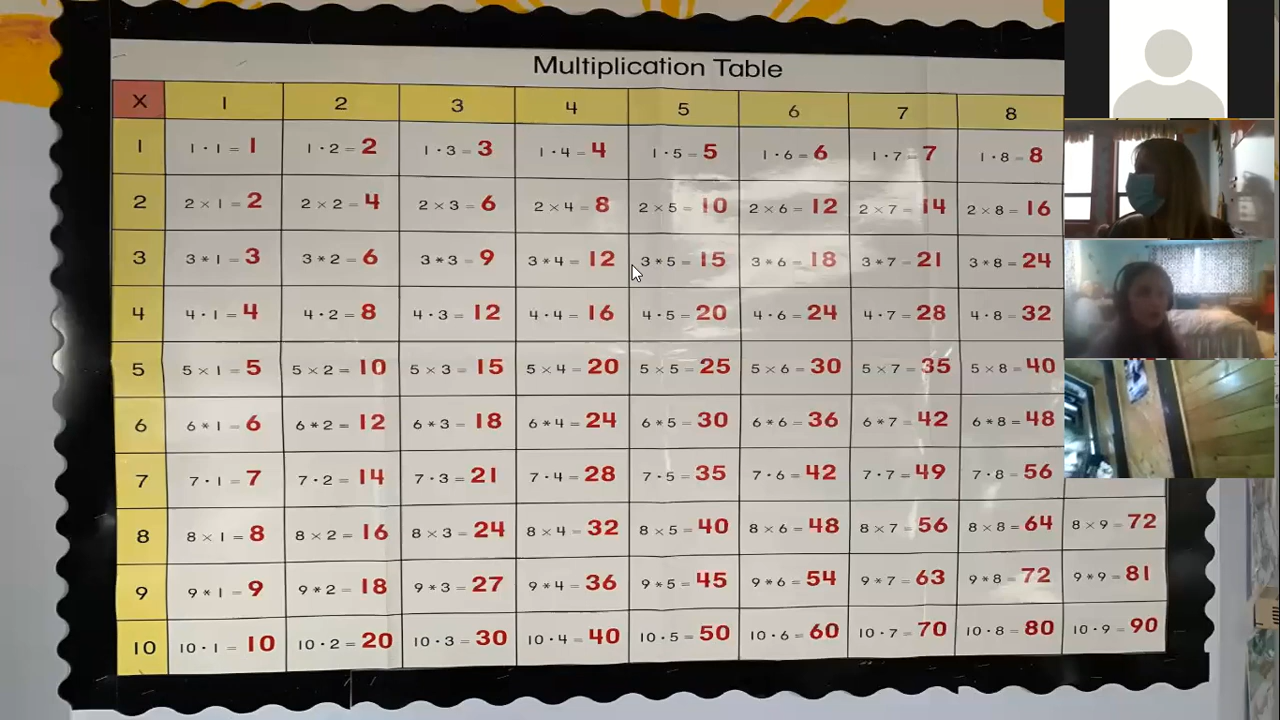 Multiplication Table
X 1 2 3 4 5 6 7 8
1 1 · 1 = 1 1 · 2 = 2 1 · 3 = 3 1 · 4 = 4 1 · 5 = 5 1 · 6 = 6 1 · 7 = 7 1 · 8 = 8
2 2 × 1 = 2 2 × 2 = 4 2 × 3 = 6 2 × 4 = 8 2 × 5 = 10 2 × 6 = 12 2 × 7 = 14 2 × 8 = 16
3 3 * 1 = 3 3 * 2 = 6 3 * 3 = 9 3 * 4 = 12 3 * 5 = 15 3 * 6 = 18 3 * 7 = 21 3 * 8 = 24
4 4 · 1 = 4 4 · 2 = 8 4 · 3 = 12 4 · 4 = 16 4 · 5 = 20 4 · 6 = 24 4 · 7 = 28 4 · 8 = 32
5 5 × 1 = 5 5 × 2 = 10 5 × 3 = 15 5 × 4 = 20 5 × 5 = 25 5 × 6 = 30 5 × 7 = 35 5 × 8 = 40
6 6 * 1 = 6 6 * 2 = 12 6 * 3 = 18 6 * 4 = 24 6 * 5 = 30 6 * 6 = 36 6 * 7 = 42 6 * 8 = 48
7 7 · 1 = 7 7 · 2 = 14 7 · 3 = 21 7 · 4 = 28 7 · 5 = 35 7 · 6 = 42 7 · 7 = 49 7 · 8 = 56
8 8 × 1 = 8 8 × 2 = 16 8 × 3 = 24 8 × 4 = 32 8 × 5 = 40 8 × 6 = 48 8 × 7 = 56 8 × 8 = 64 8 × 9 = 72
9 9 * 1 = 9 9 * 2 = 18 9 * 3 = 27 9 * 4 = 36 9 * 5 = 45 9 * 6 = 54 9 * 7 = 63 9 * 8 = 72 9 * 9 = 81
10 10 · 1 = 10 10 · 2 = 20 10 · 3 = 30 10 · 4 = 40 10 · 5 = 50 10 · 6 = 60 10 · 7 = 70 10 · 8 = 80 10 · 9 = 90